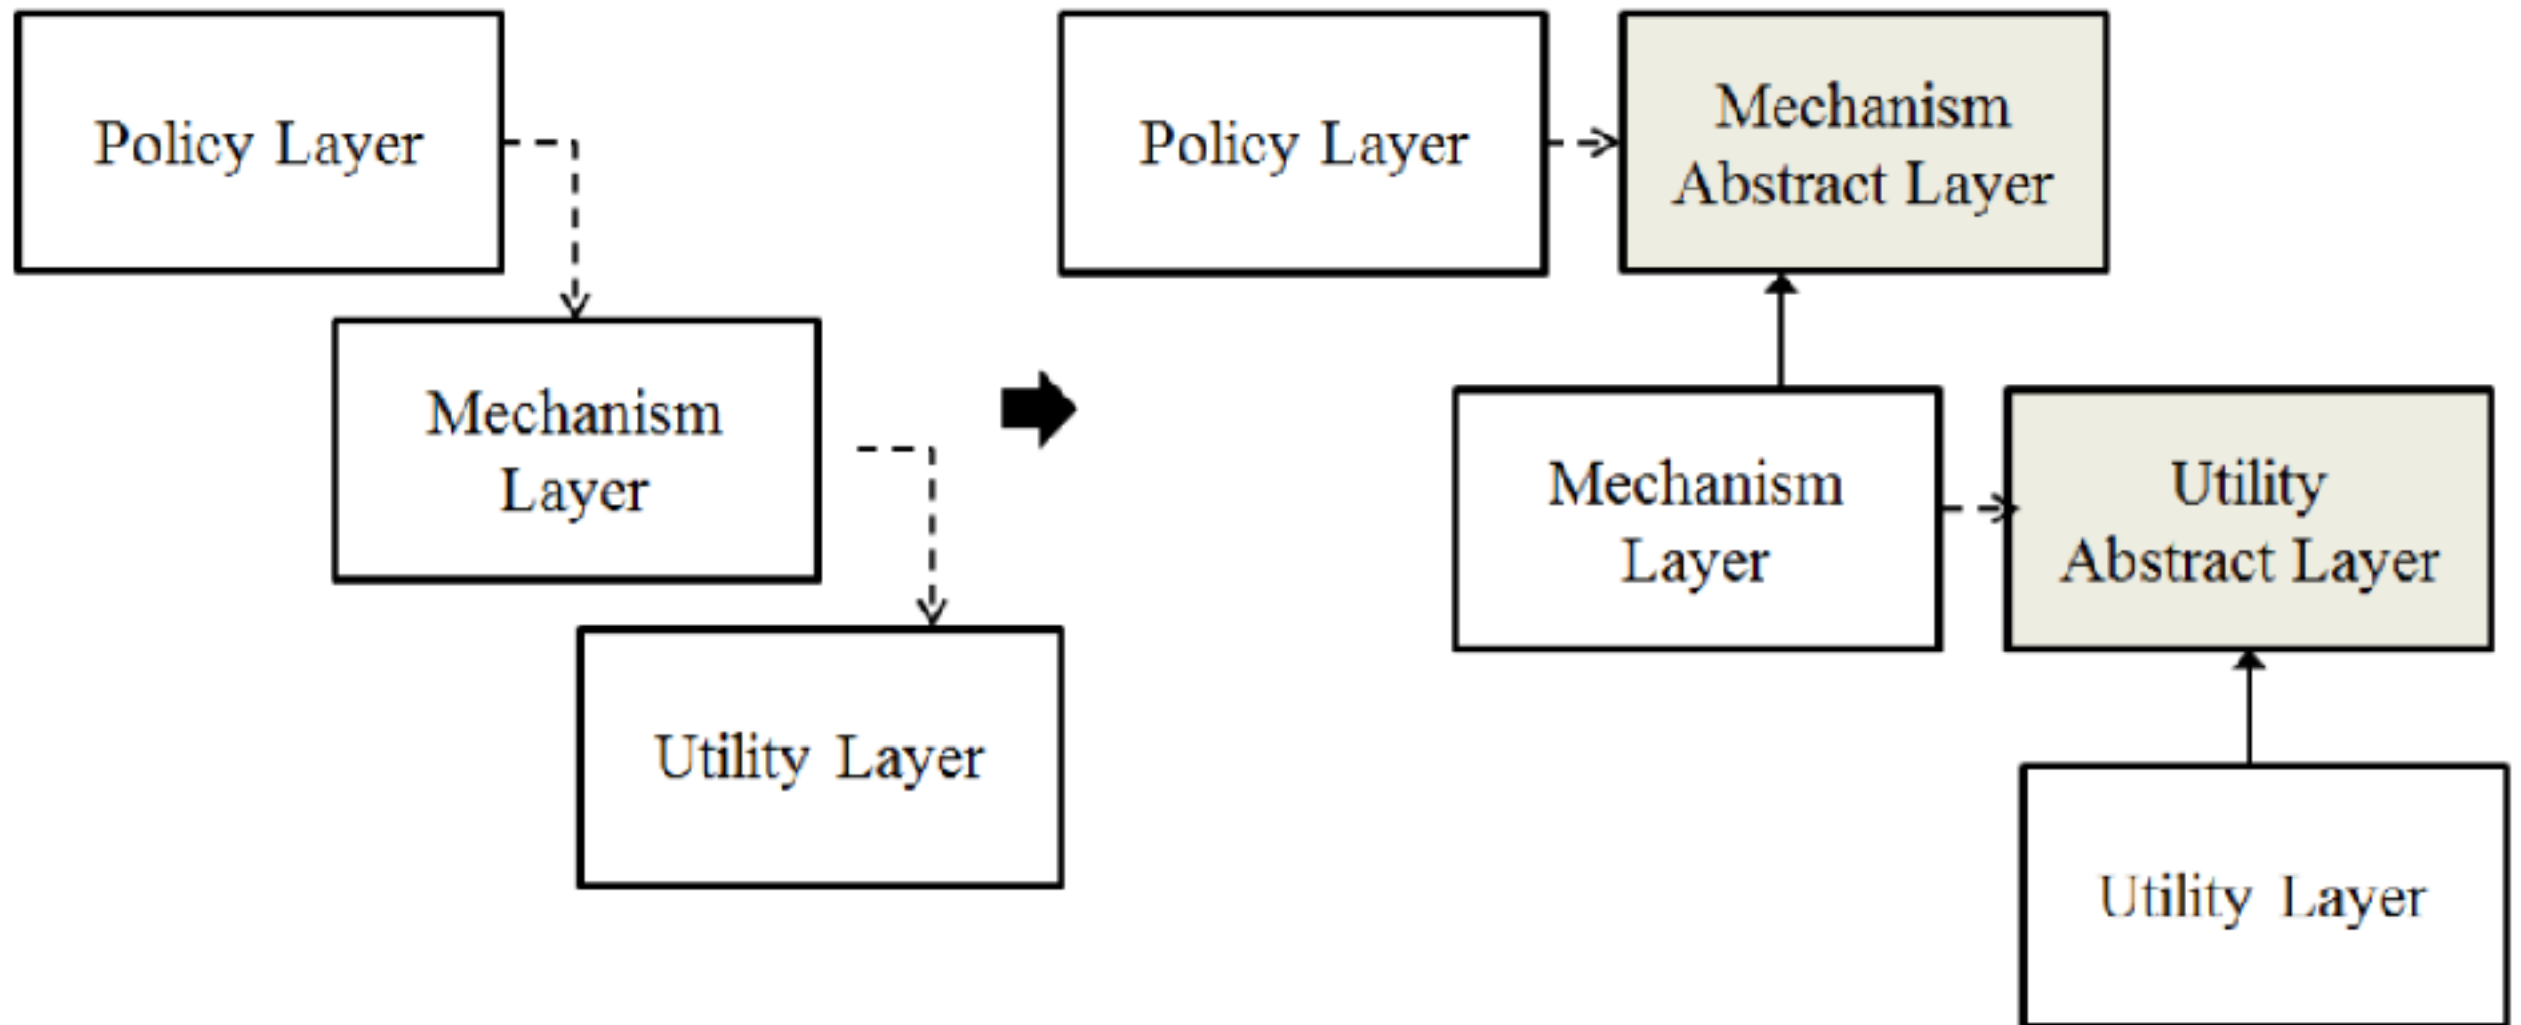 Policy Layer
Mechanism
Layer
Utility Layer
Policy Layer
Mechanism
Abstract Layer
Mechanism
Layer
Utility
Abstract Layer
Utility Layer